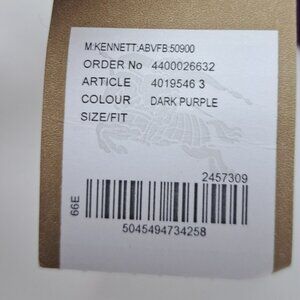 M:KENNETT:ABVFB:50900
ORDER No 4400026632
ARTICLE 4019546 3
COLOUR DARK PURPLE
SIZE/FIT
2457309
66E
5045494734258